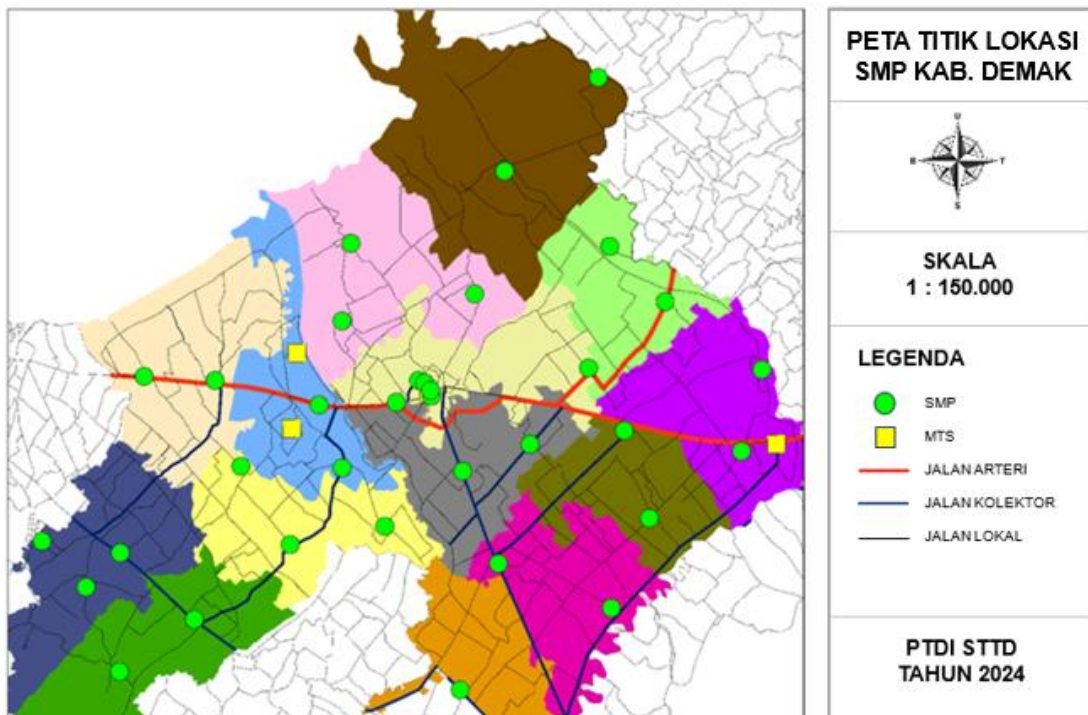 PETA TITIK LOKASI
SMP KAB. DEMAK
U
B
T
S
SKALA
1 : 150.000
LEGENDA
SMP
MTS
JALAN ARTERI
JALAN KOLEKTOR
JALAN LOKAL
PTDI STTD
TAHUN 2024